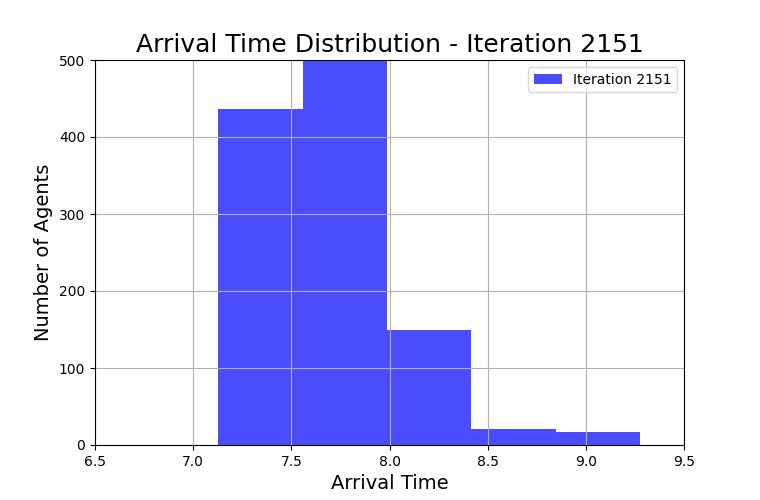 Arrival Time Distribution - Iteration 2151
Iteration 2151
Number of Agents
500
400
300
200
100
0
6.5 7.0 7.5 8.0 8.5 9.0 9.5
Arrival Time